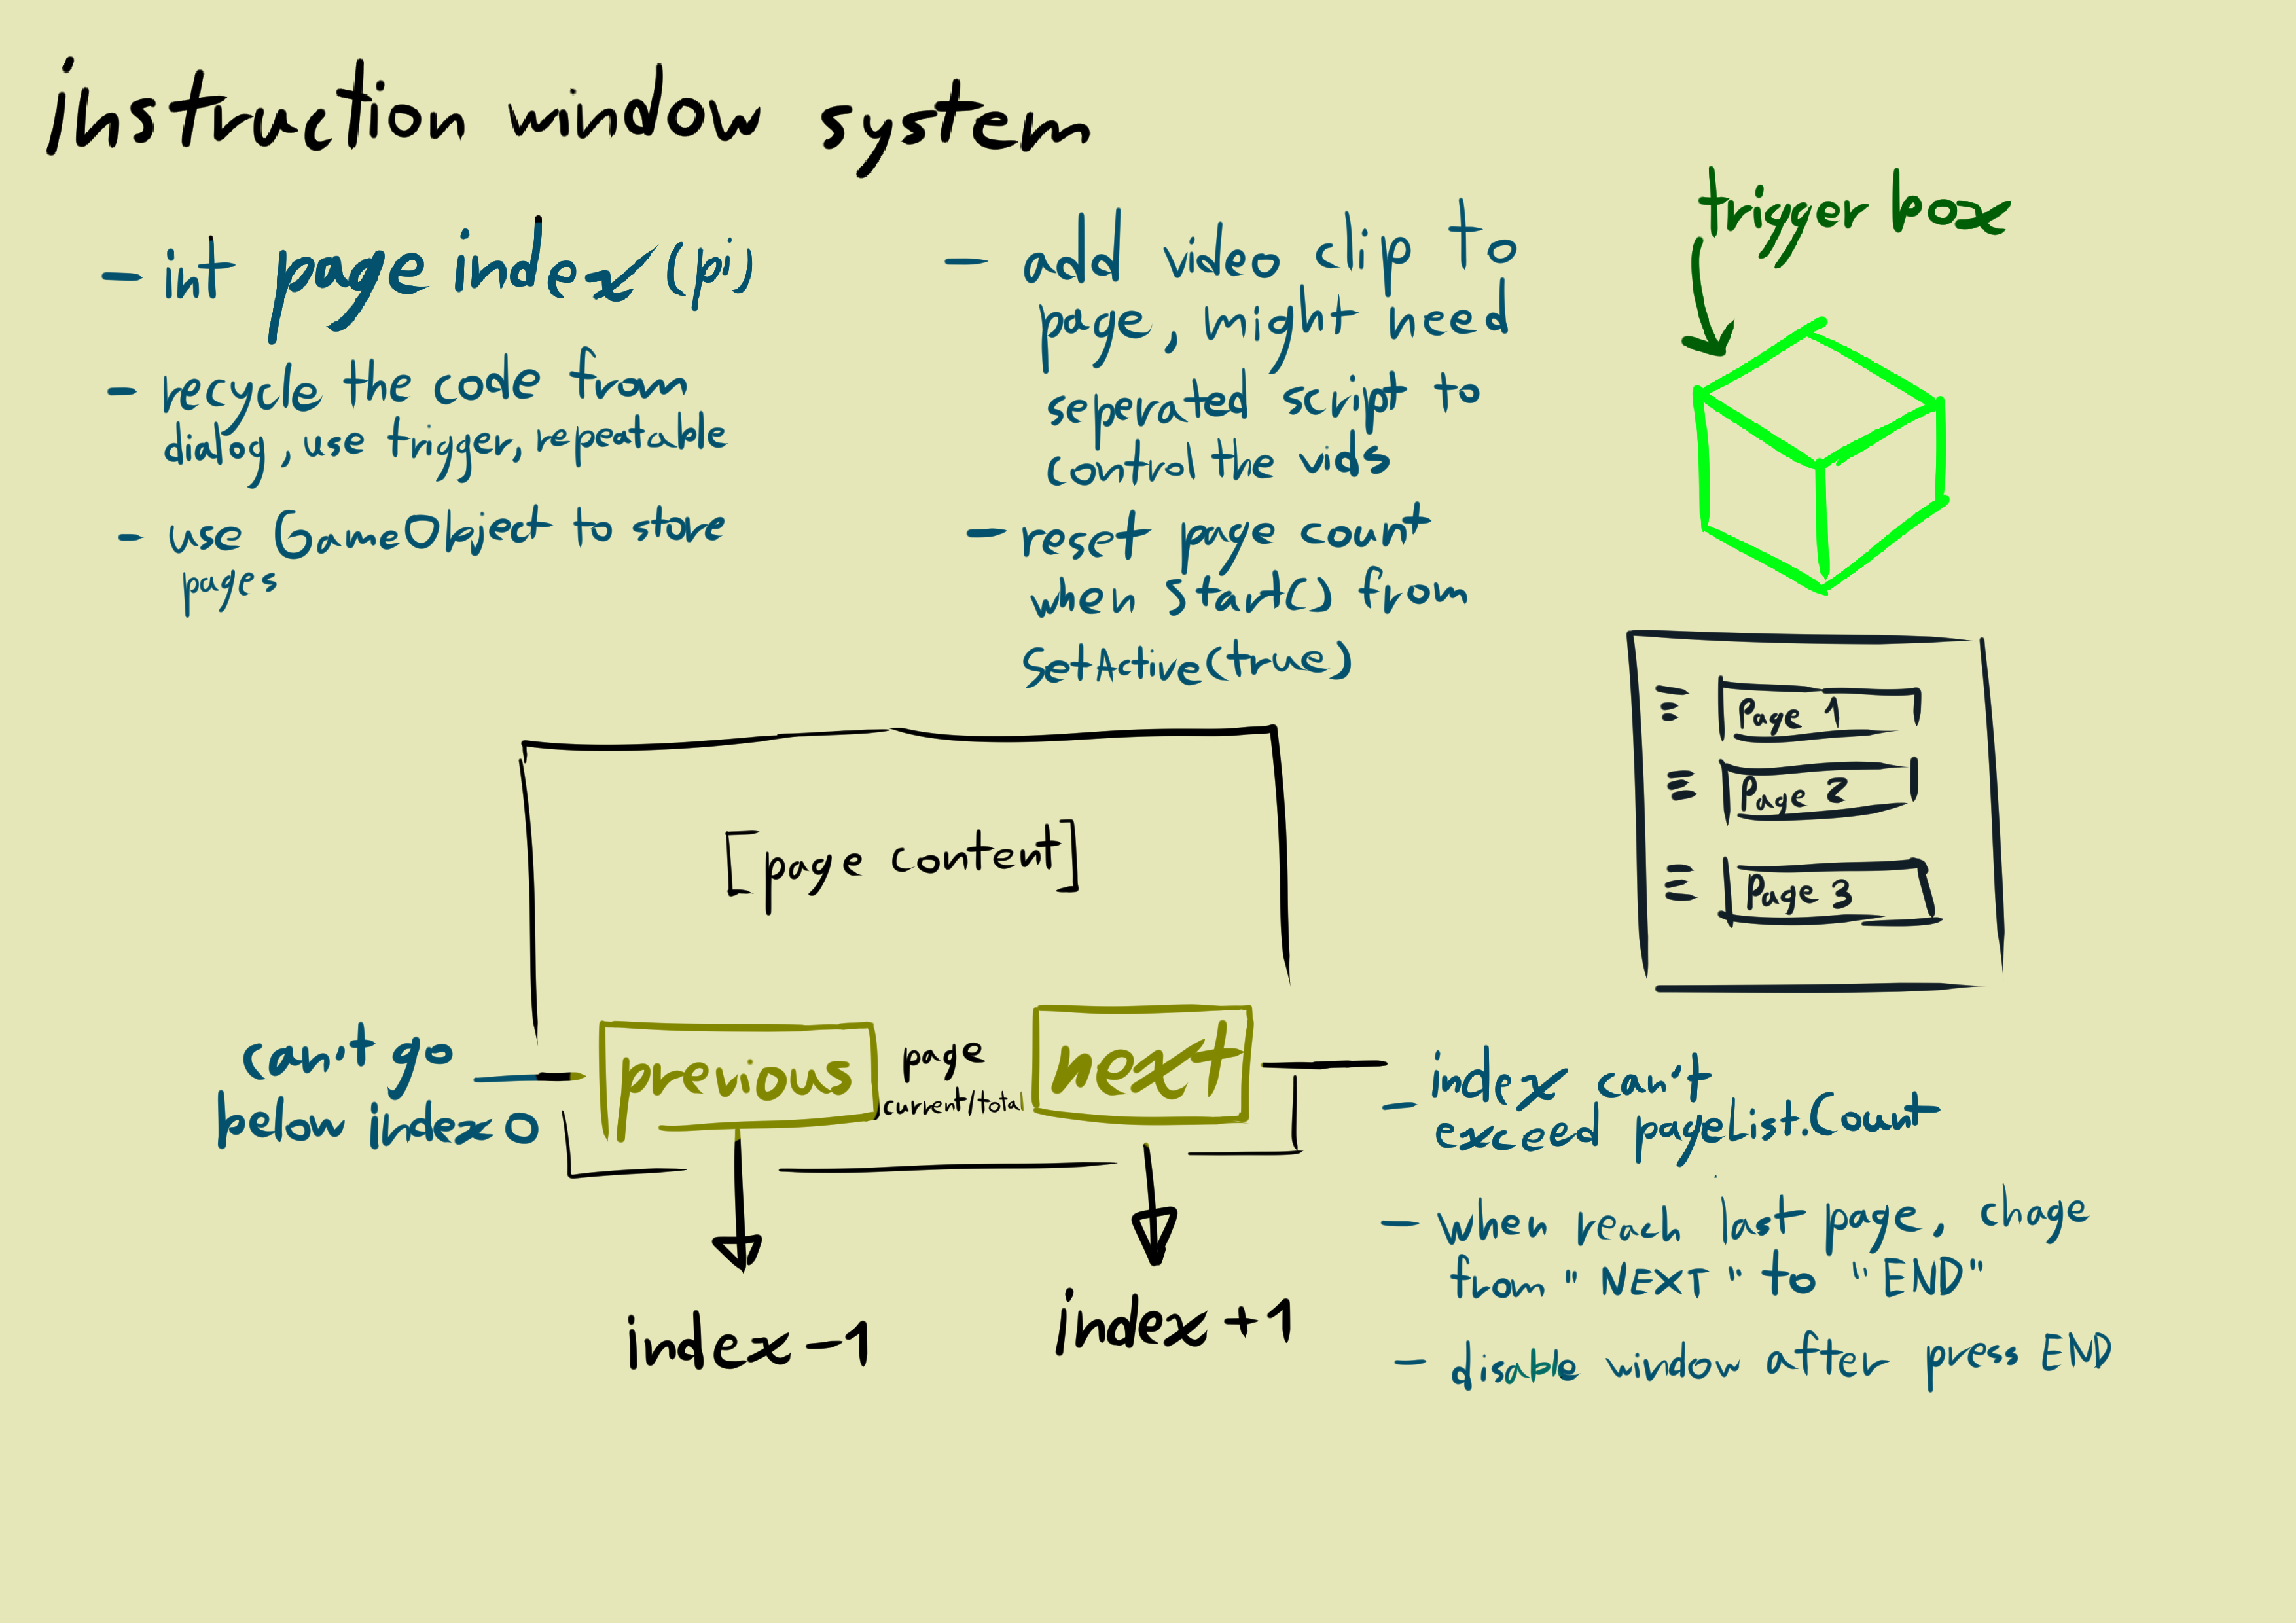 instruction window system
- int page index (pi)
- recycle the code from
dialog, use trigger, repeatable
- use GameObject to store
pages
- add video clip to
page, might need
seperated script to
control the vids
- reset page count
when Start() from
SetActive(true)
trigger box
Page 1
Page 2
Page 3
[page content]
can't go
below index 0
previous
page
current/total
next
index -1
index +1
- index can't
exceed pageList.Count
- when reach last page, chage
from "NEXT" to "END"
- disable window after press END